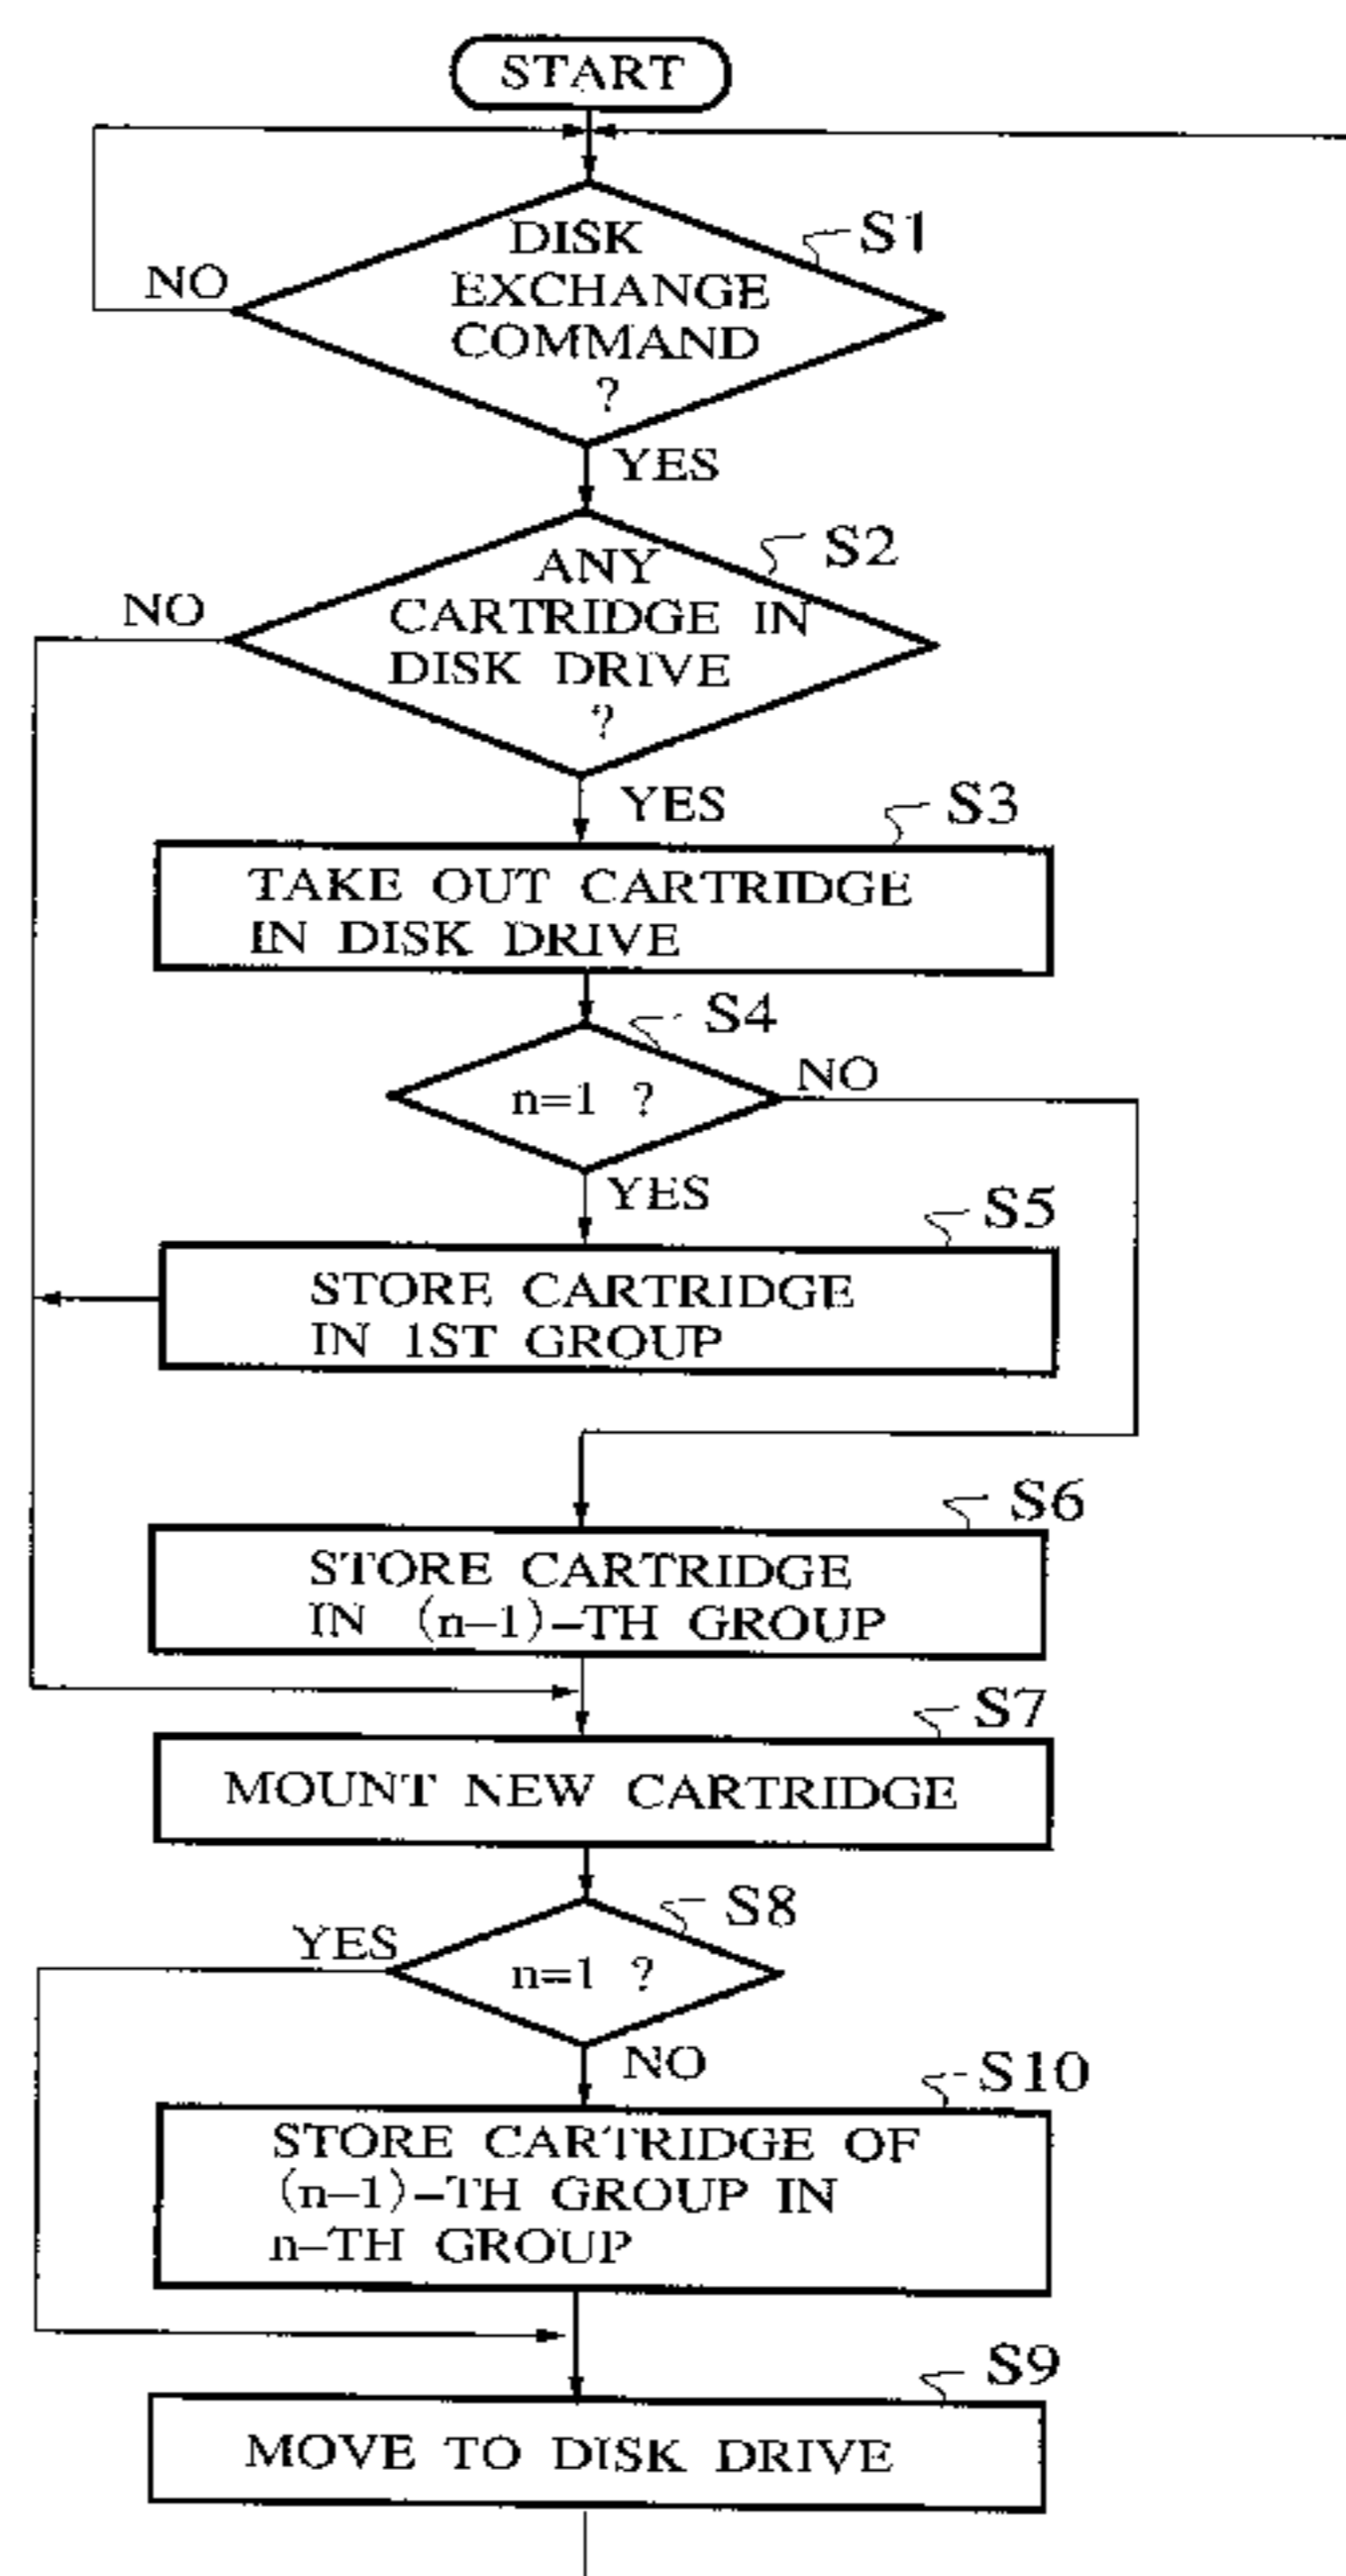 START
S1
DISK
EXCHANGE
COMMAND
?
NO
YES
S2
ANY
CARTRIDGE IN
DISK DRIVE
?
NO
YES
S3
TAKE OUT CARTRIDGE
IN DISK DRIVE
S4
n=1 ?
NO
YES
S5
STORE CARTRIDGE
IN 1ST GROUP
S6
STORE CARTRIDGE
IN (n-1)-TH GROUP
S7
MOUNT NEW CARTRIDGE
S8
YES
n=1 ?
NO
S10
STORE CARTRIDGE OF
(n-1)-TH GROUP IN
n-TH GROUP
S9
MOVE TO DISK DRIVE